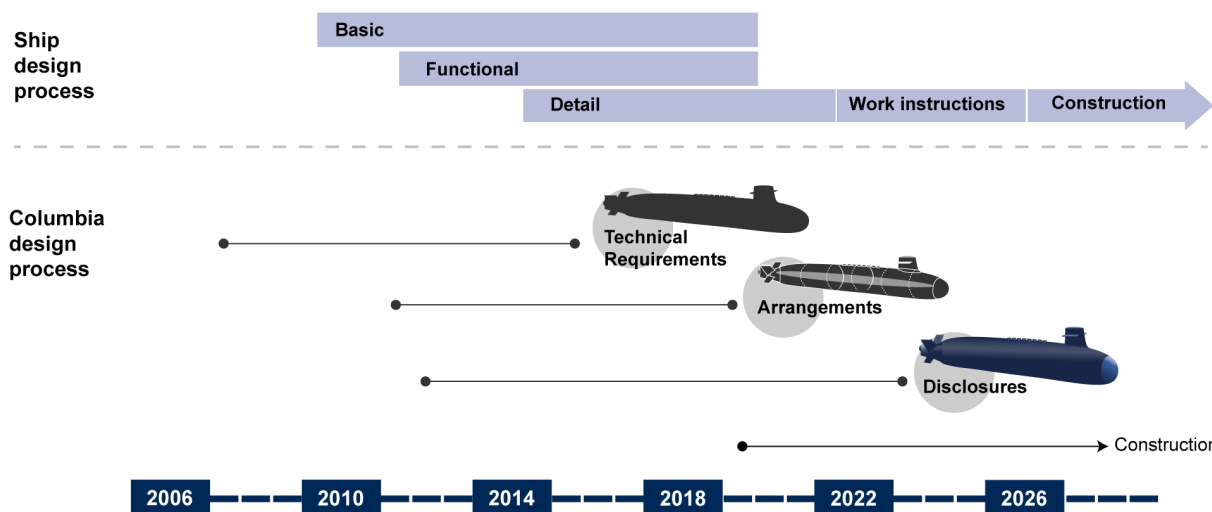 Ship
design
process
Basic
Functional
Detail
Work instructions
Construction
Columbia
design
process
Technical
Requirements
Arrangements
Disclosures
Construction
2006
2010
2014
2018
2022
2026